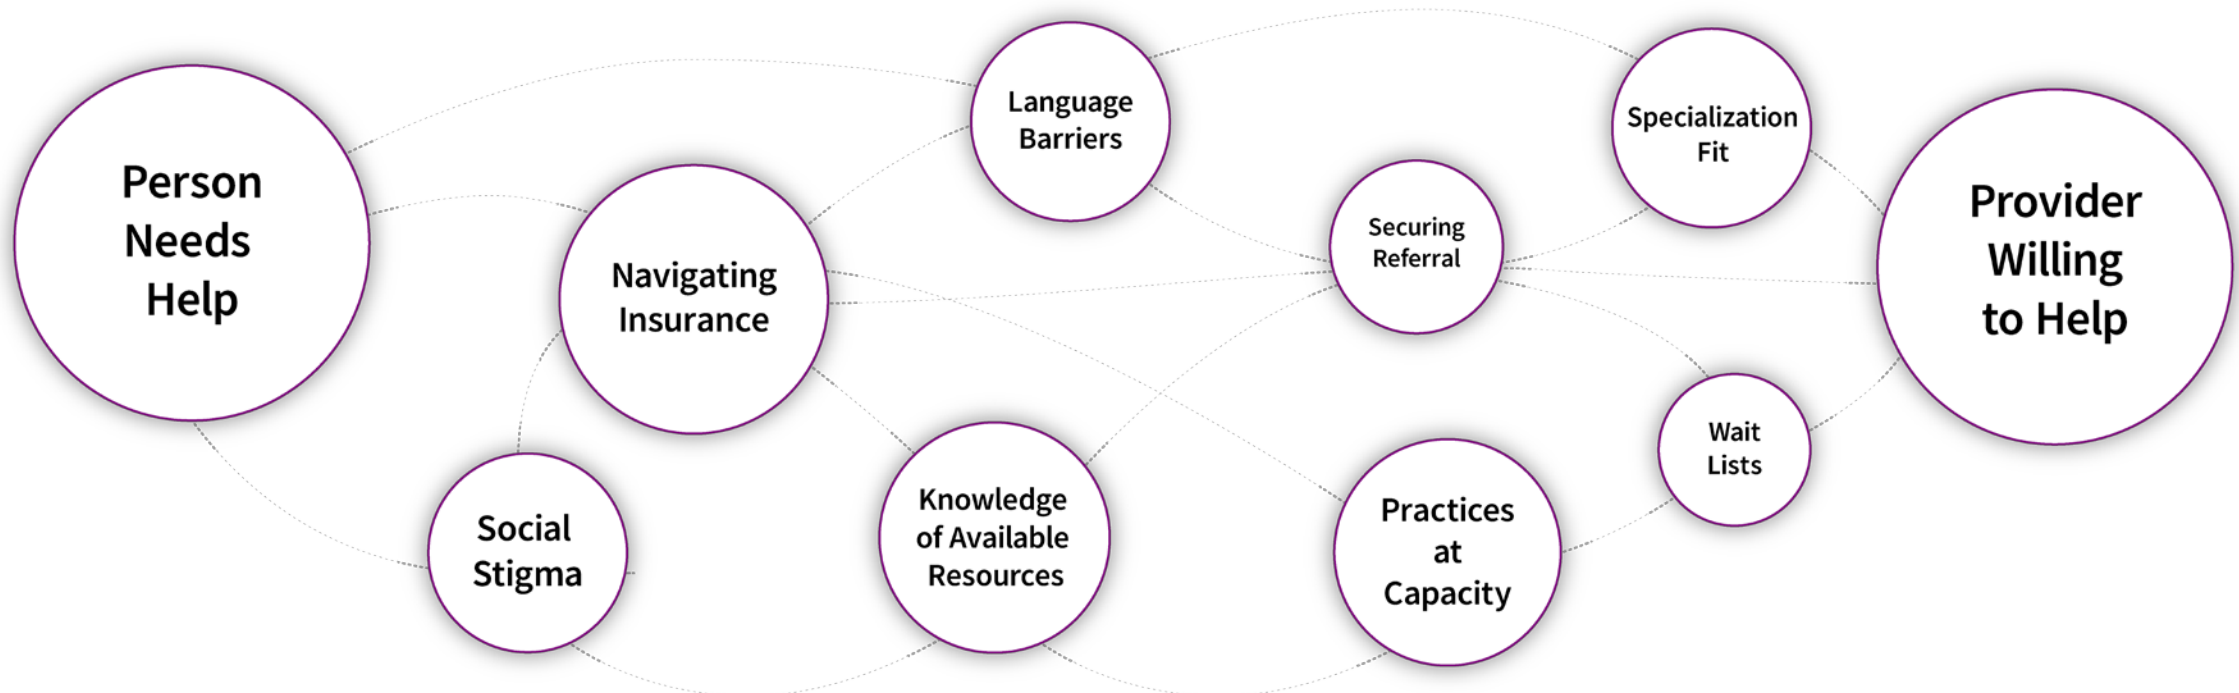 Person
Needs
Help
Navigating
Insurance
Social
Stigma
Language
Barriers
Knowledge
of Available
Resources
Securing
Referral
Practices
at
Capacity
Specialization
Fit
Wait
Lists
Provider
Willing
to Help